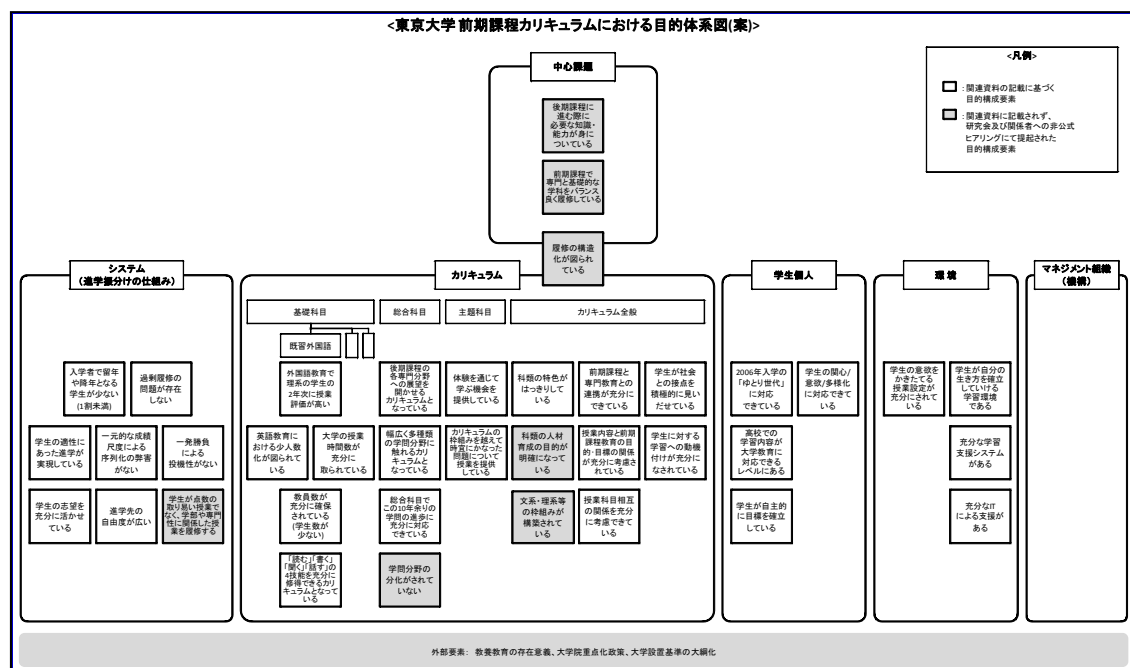 <東京大学 前期課程カリキュラムにおける目的体系図(案)>
中心課題
後期課程に
進む際に
必要な知識・
能力が身に
ついている
前期課程で
専門と基礎的な
学科をバランス
良く履修している
履修の構造
化が図られ
ている
<凡例>
:関連資料の記載に基づく
目的構成要素
:関連資料に記載されず、
研究会及び関係者への非公式
ヒアリングにて提起された
目的構成要素
システム
(進学振分けの仕組み)
入学者で留年
や降年となる
学生が少ない
(1割未満)
過剰履修の
問題が存在
しない
学生の適性に
あった進学が
実現している
一元的な成績
尺度による
序列化の弊害
がない
一発勝負
による
投機性がない
学生の志望を
充分に活かせ
ている
進学先の
自由度が広い
学生が点数の
取り易い授業で
なく、学部や専門
性に関係した授
業を履修する
カリキュラム
基礎科目
総合科目
主題科目
カリキュラム全般
既習外国語
外国語教育で
理系の学生の
2年次に授業
評価が高い
後期課程の
各専門分野
への展望を
開かせる
カリキュラムと
なっている
体験を通じて
学ぶ機会を
提供している
科類の特色が
はっきりして
いる
前期課程と
専門教育との
連携が充分に
できている
学生が社会
との接点を
積極的に見い
だせている
英語教育に
おける少人数
化が図られて
いる
大学の授業
時間数が
充分に
取られている
幅広く多種類
の学問分野に
触れるカリ
キュラムと
なっている
カリキュラムの
枠組みを越えて
時宜にかなった
問題について
授業を提供
している
科類の人材
育成の目的が
明確になって
いる
授業内容と前期
課程教育の目
的・目標の関係
が充分に考慮さ
れている
学生に対する
学習への動機
付けが充分に
なされている
教員数が
充分に確保
されている
(学生数が
少ない)
総合科目で
この10年余りの
学問の進歩に
充分に対応
できている
文系・理系等
の枠組みが
構築されて
いる
授業科目相互
の関係を充分
に考慮できて
いる
「読む」「書く」
「聞く」「話す」の
4技能を充分に
修得できるカリ
キュラムとなって
いる
学問分野の
分化がされて
いない
学生個人
2006年入学の
「ゆとり世代」
に対応
できている
学生の関心/
意欲/多様化
に対応できて
いる
高校での
学習内容が
大学教育に
対応できる
レベルにある
学生が自主的
に目標を確立
している
環境
学生の意欲を
かきたてる
授業設定が
充分にされて
いる
学生が自分の
生き方を確立
していける
学習環境
である
充分な学習
支援システム
がある
充分なIT
による支援が
ある
マネジメント組織
(機構)
外部要素: 教養教育の存在意義、大学院重点化政策、大学設置基準の大綱化